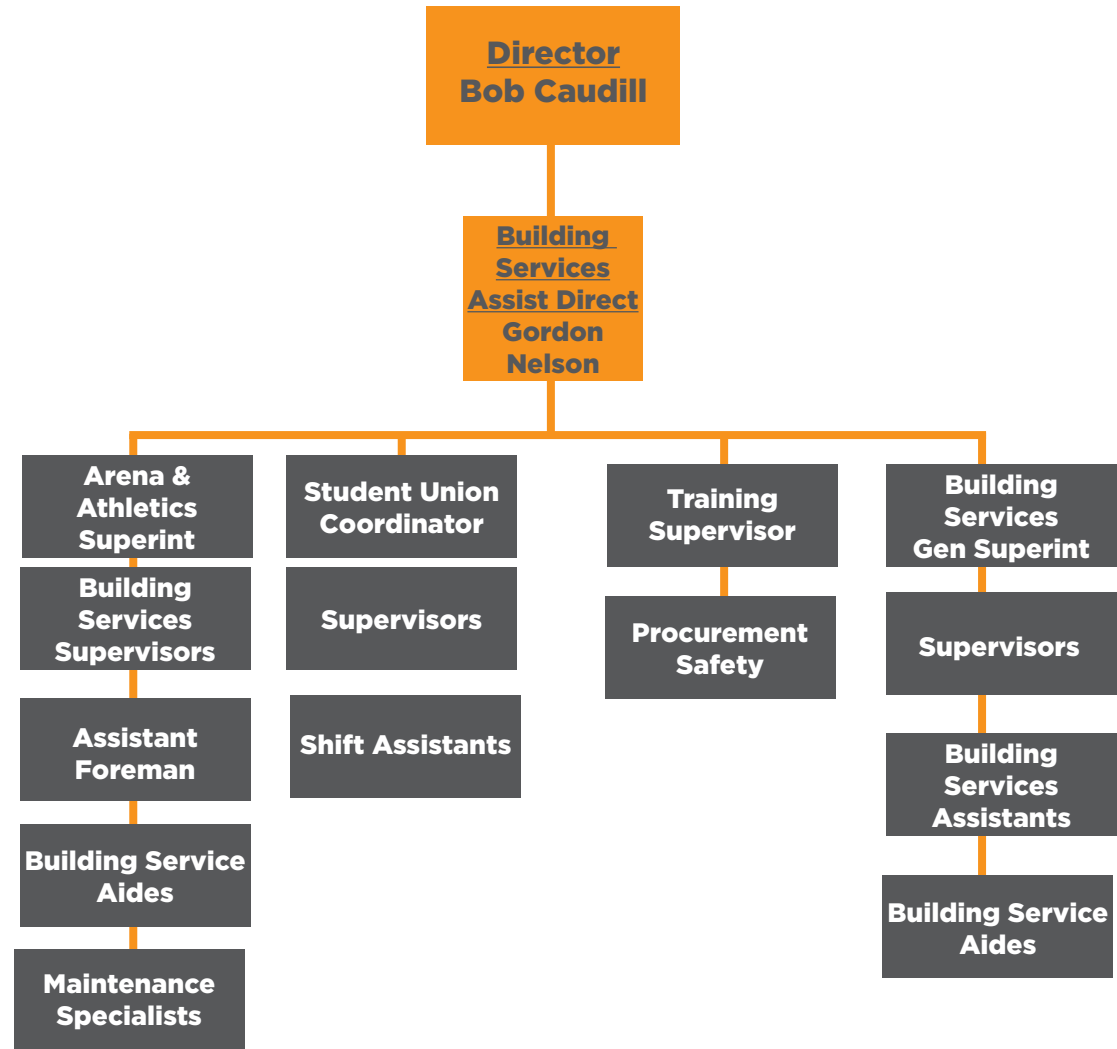 Director
Bob Caudill
Building
Services
Assist Direct
Gordon
Nelson
Arena &
Athletics
Superint
Building
Services
Supervisors
Assistant
Foreman
Building Service
Aides
Maintenance
Specialists
Student Union
Coordinator
Supervisors
Shift Assistants
Training
Supervisor
Procurement
Safety
Building
Services
Gen Superint
Supervisors
Building
Services
Assistants
Building Service
Aides